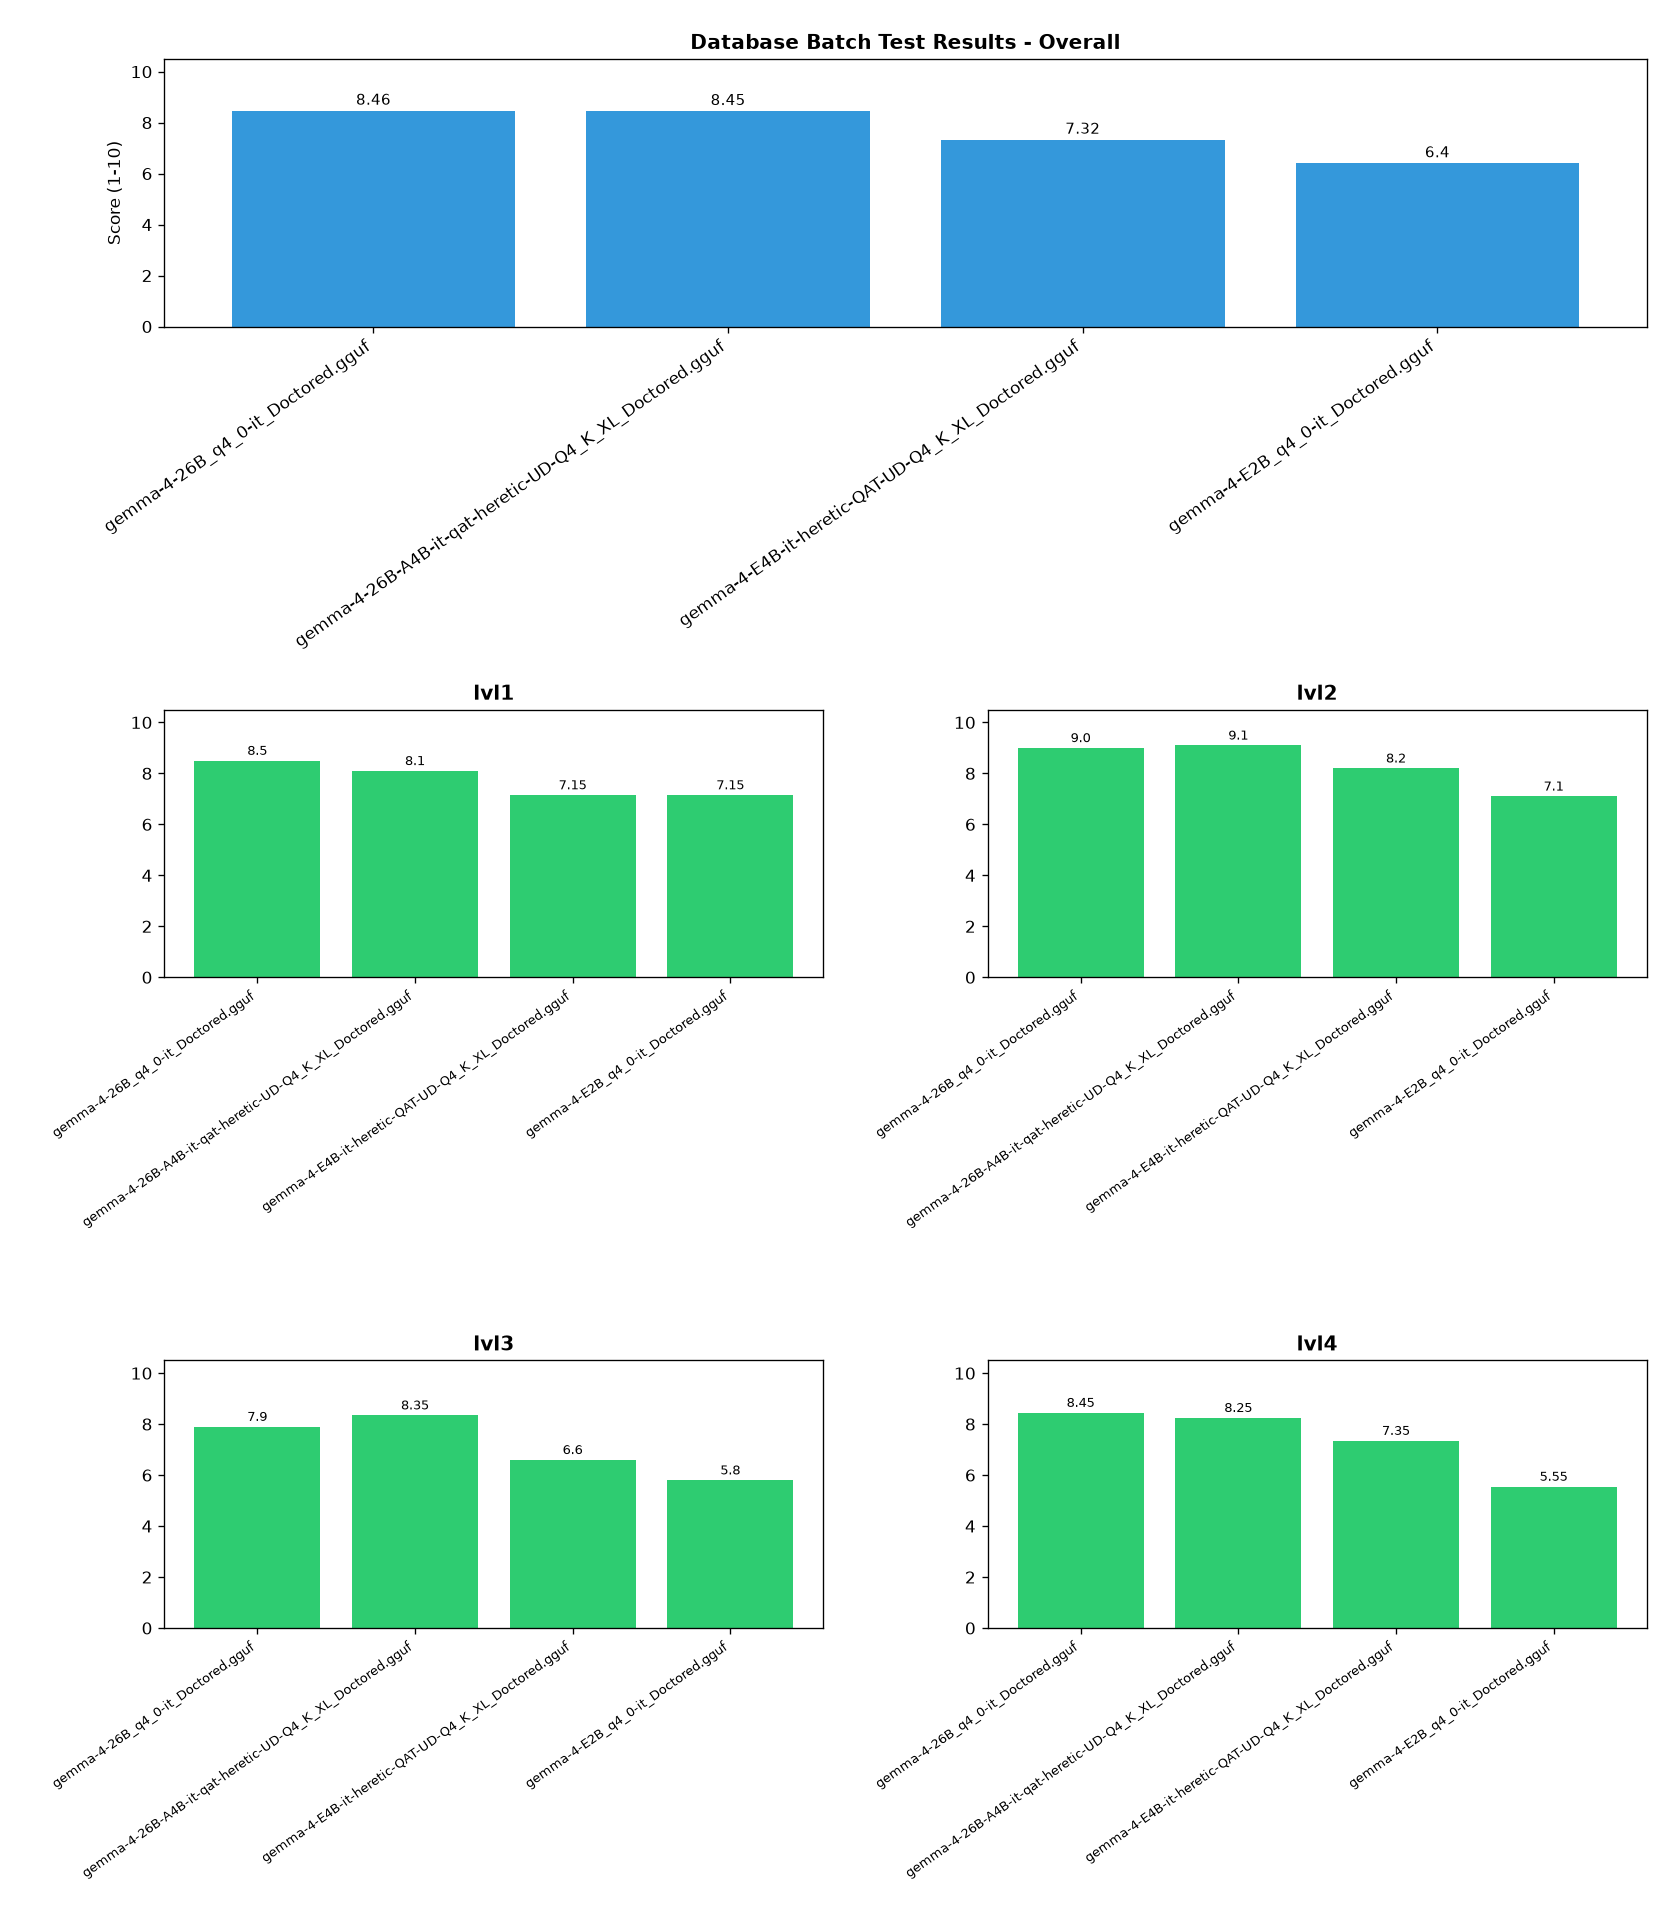 Database Batch Test Results - Overall
Score (1-10)
10
8
6
4
2
0
8.46
8.45
7.32
6.4
gemma-4-26B_q4_0-it_Doctored.gguf
gemma-4-26B-A4B-it-qat-heretic-UD-Q4_K_XL_Doctored.gguf
gemma-4-E4B-it-heretic-QAT-UD-Q4_K_XL_Doctored.gguf
gemma-4-E2B_q4_0-it_Doctored.gguf
lvl1
10
8
6
4
2
0
8.5
8.1
7.15
7.15
gemma-4-26B_q4_0-it_Doctored.gguf
gemma-4-26B-A4B-it-qat-heretic-UD-Q4_K_XL_Doctored.gguf
gemma-4-E4B-it-heretic-QAT-UD-Q4_K_XL_Doctored.gguf
gemma-4-E2B_q4_0-it_Doctored.gguf
lvl2
10
8
6
4
2
0
9.0
9.1
8.2
7.1
gemma-4-26B_q4_0-it_Doctored.gguf
gemma-4-26B-A4B-it-qat-heretic-UD-Q4_K_XL_Doctored.gguf
gemma-4-E4B-it-heretic-QAT-UD-Q4_K_XL_Doctored.gguf
gemma-4-E2B_q4_0-it_Doctored.gguf
lvl3
10
8
6
4
2
0
7.9
8.35
6.6
5.8
gemma-4-26B_q4_0-it_Doctored.gguf
gemma-4-26B-A4B-it-qat-heretic-UD-Q4_K_XL_Doctored.gguf
gemma-4-E4B-it-heretic-QAT-UD-Q4_K_XL_Doctored.gguf
gemma-4-E2B_q4_0-it_Doctored.gguf
lvl4
10
8
6
4
2
0
8.45
8.25
7.35
5.55
gemma-4-26B_q4_0-it_Doctored.gguf
gemma-4-26B-A4B-it-qat-heretic-UD-Q4_K_XL_Doctored.gguf
gemma-4-E4B-it-heretic-QAT-UD-Q4_K_XL_Doctored.gguf
gemma-4-E2B_q4_0-it_Doctored.gguf